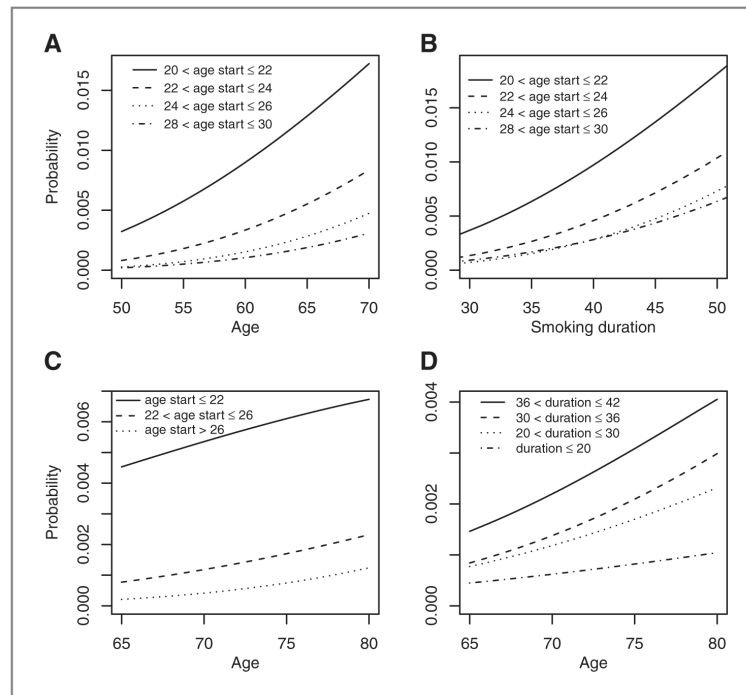 A
20 < age start ≤ 22
22 < age start ≤ 24
24 < age start ≤ 26
28 < age start ≤ 30
Probability
0.000
0.005
0.010
0.015
50 55 60 65 70
Age
B
20 < age start ≤ 22
22 < age start ≤ 24
24 < age start ≤ 26
28 < age start ≤ 30
0.000
0.005
0.010
0.015
30 35 40 45 50
Smoking duration
C
age start ≤ 22
22 < age start ≤ 26
age start > 26
Probability
0.000
0.002
0.004
0.006
65 70 75 80
Age
D
36 < duration ≤ 42
30 < duration ≤ 36
20 < duration ≤ 30
duration ≤ 20
0.000
0.002
0.004
65 70 75 80
Age